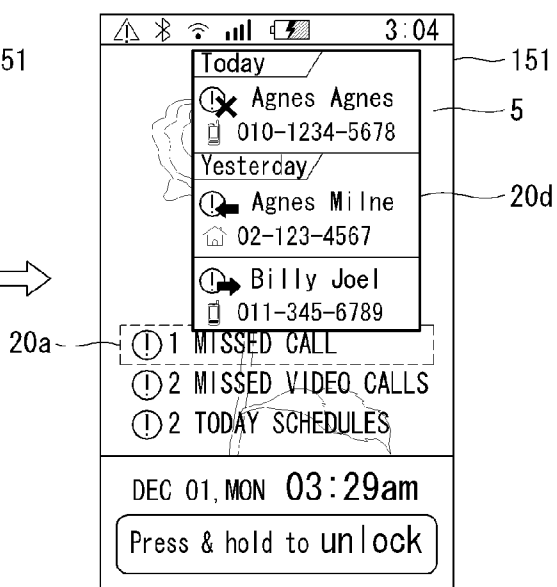 3:04
51
151
Today
Agnes Agnes
5
010-1234-5678
Yesterday
Agnes Milne
20d
02-123-4567
Billy Joel
011-345-6789
20a
1 MISSED CALL
2 MISSED VIDEO CALLS
2 TODAY SCHEDULES
DEC 01,MON 03:29am
Press & hold to unlock